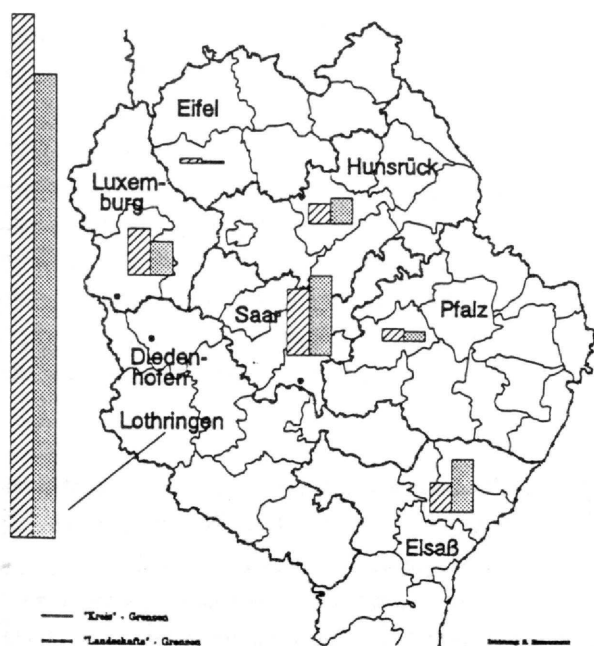 Eifel
Hunsrück
Luxem-
burg
Saar
Pfalz
Dieden-
hofen
Lothringen
Elsaß
"Kreis" - Grenzen
"Landschafts" - Grenzen